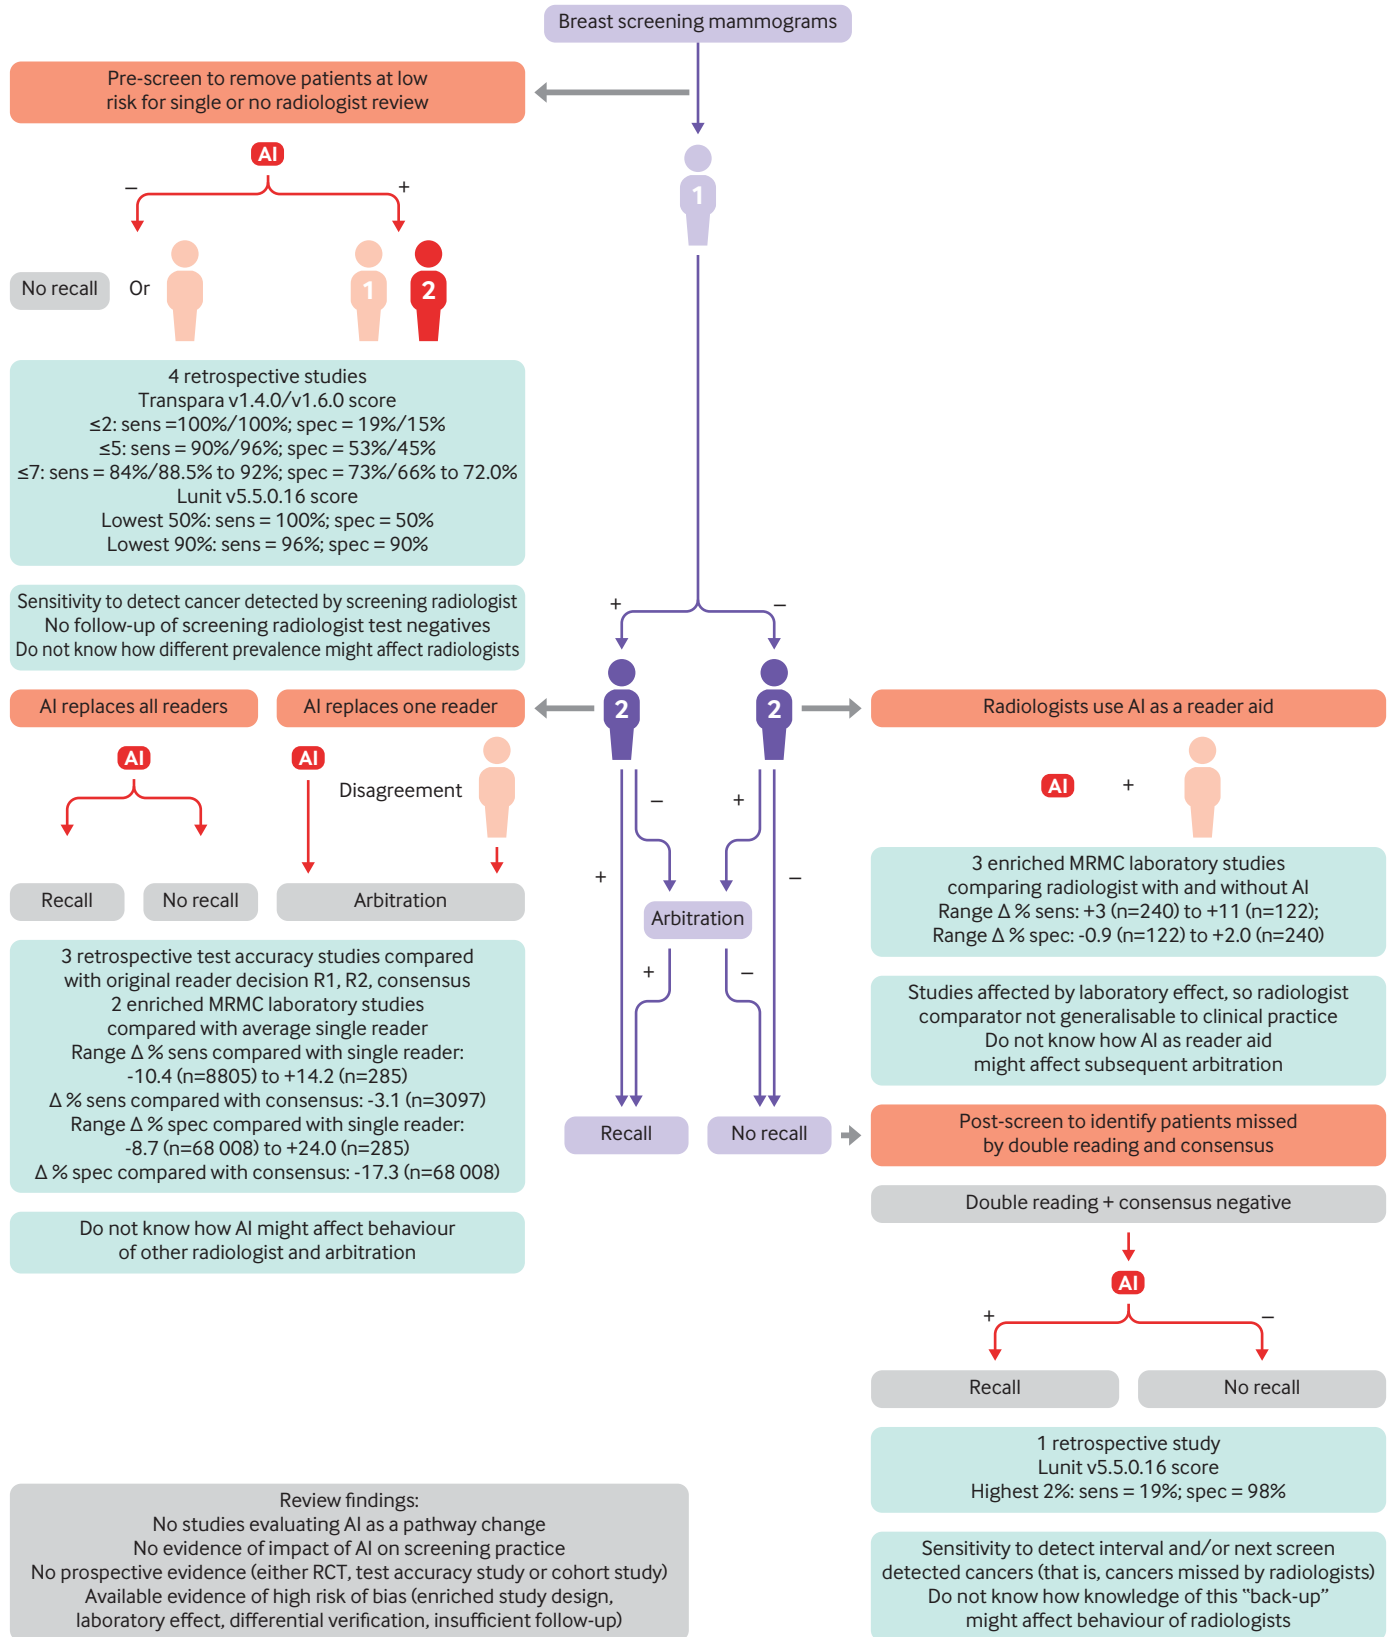 Breast screening mammograms
Pre-screen to remove patients at low
risk for single or no radiologist review
AI
–
+
1
No recall
Or
1
2
4 retrospective studies
Transpara v1.4.0/v1.6.0 score
≤2: sens =100%/100%; spec = 19%/15%
≤5: sens = 90%/96%; spec = 53%/45%
≤7: sens = 84%/88.5% to 92%; spec = 73%/66% to 72.0%
Lunit v5.5.0.16 score
Lowest 50%: sens = 100%; spec = 50%
Lowest 90%: sens = 96%; spec = 90%
Sensitivity to detect cancer detected by screening radiologist
No follow-up of screening radiologist test negatives
Do not know how different prevalence might affect radiologists
+
–
2
2
AI replaces all readers
AI replaces one reader
AI
AI
Disagreement
Recall
No recall
Arbitration
3 retrospective test accuracy studies compared
with original reader decision R1, R2, consensus
2 enriched MRMC laboratory studies
compared with average single reader
Range Δ % sens compared with single reader:
-10.4 (n=8805) to +14.2 (n=285)
Δ % sens compared with consensus: -3.1 (n=3097)
Range Δ % spec compared with single reader:
-8.7 (n=68 008) to +24.0 (n=285)
Δ % spec compared with consensus: -17.3 (n=68 008)
Do not know how AI might affect behaviour
of other radiologist and arbitration
–
+
+
–
Arbitration
+
–
Recall
No recall
Radiologists use AI as a reader aid
AI
+
3 enriched MRMC laboratory studies
comparing radiologist with and without AI
Range Δ % sens: +3 (n=240) to +11 (n=122);
Range Δ % spec: -0.9 (n=122) to +2.0 (n=240)
Studies affected by laboratory effect, so radiologist
comparator not generalisable to clinical practice
Do not know how AI as reader aid
might affect subsequent arbitration
Post-screen to identify patients missed
by double reading and consensus
Double reading + consensus negative
AI
+
–
Recall
No recall
1 retrospective study
Lunit v5.5.0.16 score
Highest 2%: sens = 19%; spec = 98%
Sensitivity to detect interval and/or next screen
detected cancers (that is, cancers missed by radiologists)
Do not know how knowledge of this “back-up”
might affect behaviour of radiologists
Review findings:
No studies evaluating AI as a pathway change
No evidence of impact of AI on screening practice
No prospective evidence (either RCT, test accuracy study or cohort study)
Available evidence of high risk of bias (enriched study design,
laboratory effect, differential verification, insufficient follow-up)